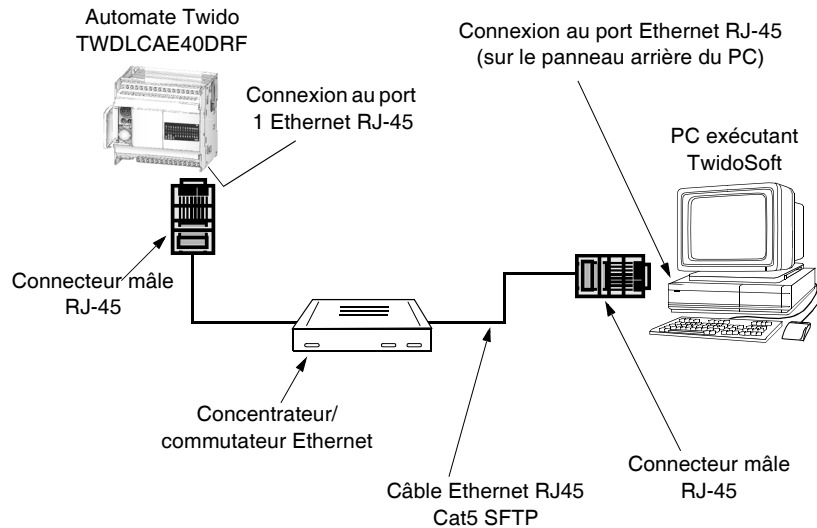 Automate Twido
TWDLCAE40DRF
Connexion au port Ethernet RJ-45
(sur le panneau arrière du PC)
Connexion au port
1 Ethernet RJ-45
PC exécutant
TwidoSoft
Connecteur mâle
RJ-45
Concentrateur/
commutateur Ethernet
Connecteur mâle
RJ-45
Câble Ethernet RJ45
Cat5 SFTP